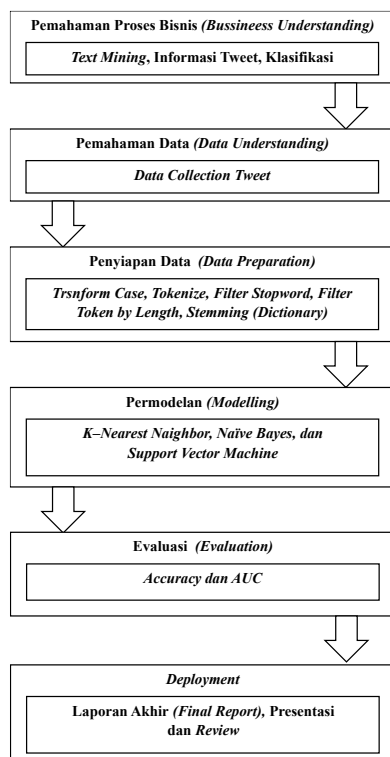 Pemahaman Proses Bisnis (Bussineess Understanding)
Text Mining, Informasi Tweet, Klasifikasi
Pemahaman Data (Data Understanding)
Data Collection Tweet
Penyiapan Data (Data Preparation)
Trsnform Case, Tokenize, Filter Stopword, Filter
Token by Length, Stemming (Dictionary)
Permodelan (Modelling)
K–Nearest Naighbor, Naïve Bayes, dan
Support Vector Machine
Evaluasi (Evaluation)
Accuracy dan AUC
Deployment
Laporan Akhir (Final Report), Presentasi
dan Review